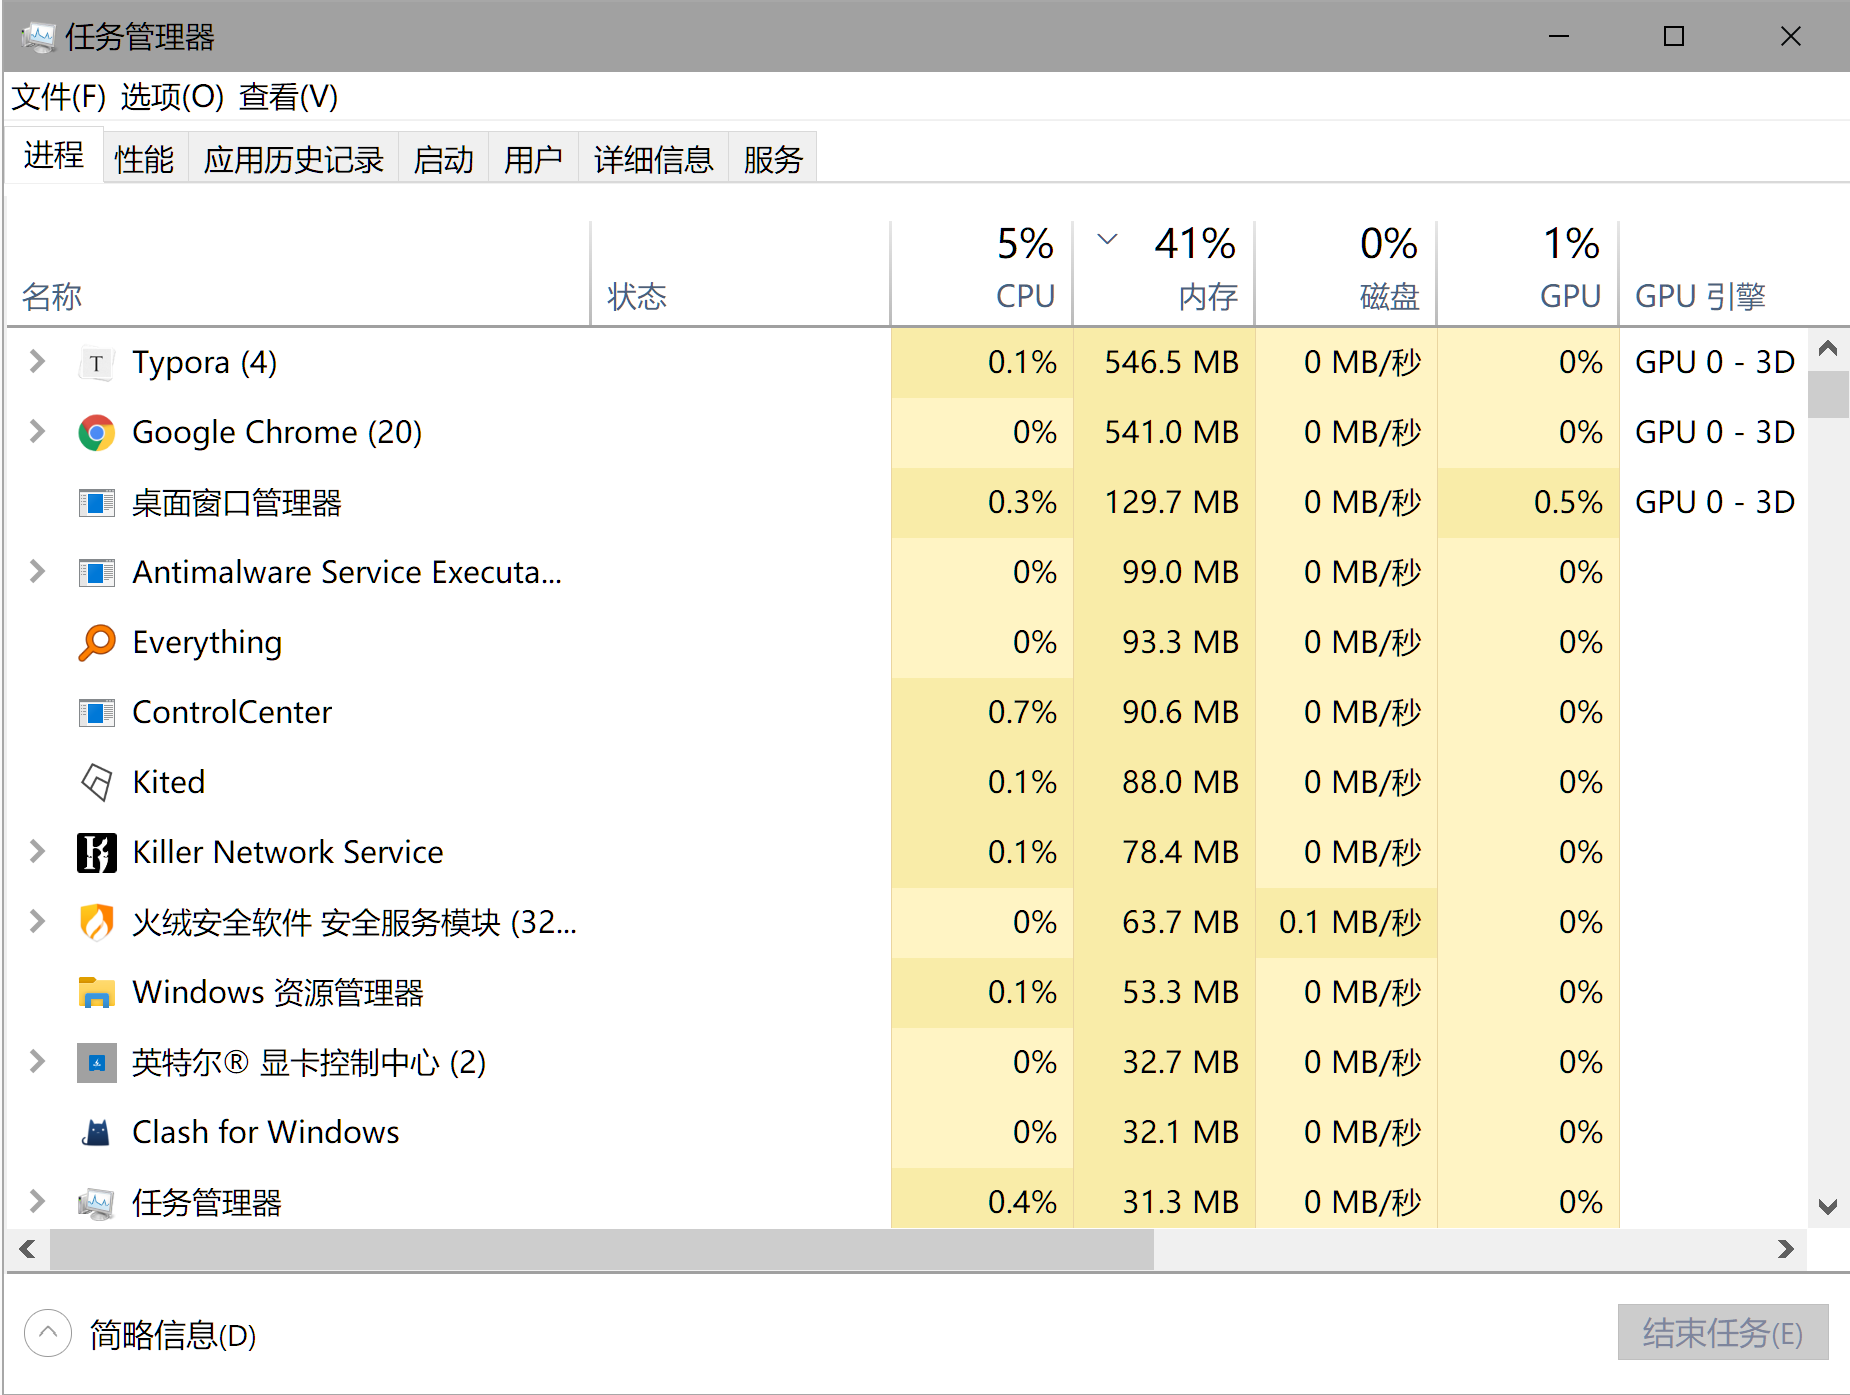 任务管理器
文件(F) 选项(O) 查看(V)
进程 性能 应用历史记录 启动 用户 详细信息 服务
5% 41% 0% 1%
名称 状态 CPU 内存 磁盘 GPU GPU 引擎
T Typora (4) 0.1% 546.5 MB 0 MB/秒 0% GPU 0 - 3D
Google Chrome (20) 0% 541.0 MB 0 MB/秒 0% GPU 0 - 3D
桌面窗口管理器 0.3% 129.7 MB 0 MB/秒 0.5% GPU 0 - 3D
Antimalware Service Executa... 0% 99.0 MB 0 MB/秒 0%
Everything 0% 93.3 MB 0 MB/秒 0%
ControlCenter 0.7% 90.6 MB 0 MB/秒 0%
Kited 0.1% 88.0 MB 0 MB/秒 0%
Killer Network Service 0.1% 78.4 MB 0 MB/秒 0%
火绒安全软件 安全服务模块 (32... 0% 63.7 MB 0.1 MB/秒 0%
Windows 资源管理器 0.1% 53.3 MB 0 MB/秒 0%
英特尔® 显卡控制中心 (2) 0% 32.7 MB 0 MB/秒 0%
Clash for Windows 0% 32.1 MB 0 MB/秒 0%
任务管理器 0.4% 31.3 MB 0 MB/秒 0%
简略信息(D) 结束任务(E)